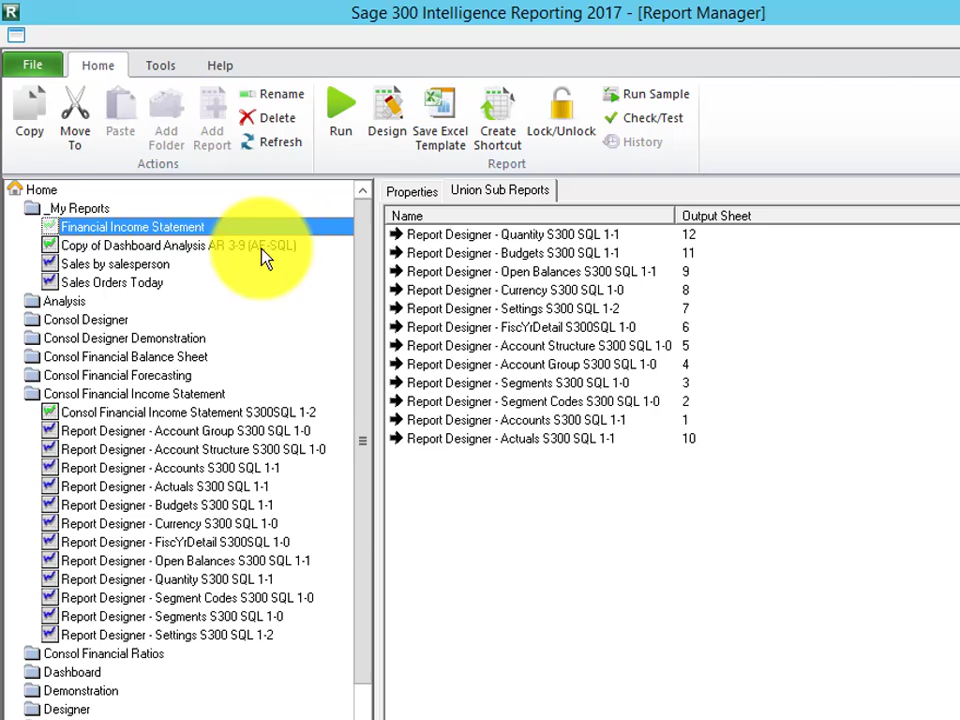 R Sage 300 Intelligence Reporting 2017 - [Report Manager]
File Home Tools Help
Copy Move To Paste Add Folder Add Report Rename Delete Refresh
Actions
Run Design Save Excel Template Create Shortcut Lock/Unlock Run Sample Check/Test History
Report
Home
_My Reports
Financial Income Statement
Copy of Dashboard Analysis AR 3-9 (AE-SQL)
Sales by salesperson
Sales Orders Today
Analysis
Consol Designer
Consol Designer Demonstration
Consol Financial Balance Sheet
Consol Financial Forecasting
Consol Financial Income Statement
Consol Financial Income Statement S300SQL 1-2
Report Designer - Account Group S300 SQL 1-0
Report Designer - Account Structure S300 SQL 1-0
Report Designer - Accounts S300 SQL 1-1
Report Designer - Actuals S300 SQL 1-1
Report Designer - Budgets S300 SQL 1-1
Report Designer - Currency S300 SQL 1-0
Report Designer - FiscYrDetail S300SQL 1-0
Report Designer - Open Balances S300 SQL 1-1
Report Designer - Quantity S300 SQL 1-1
Report Designer - Segment Codes S300 SQL 1-0
Report Designer - Segments S300 SQL 1-0
Report Designer - Settings S300 SQL 1-2
Consol Financial Ratios
Dashboard
Demonstration
Designer
Properties Union Sub Reports
Name Output Sheet
Report Designer - Quantity S300 SQL 1-1 12
Report Designer - Budgets S300 SQL 1-1 11
Report Designer - Open Balances S300 SQL 1-1 9
Report Designer - Currency S300 SQL 1-0 8
Report Designer - Settings S300 SQL 1-2 7
Report Designer - FiscYrDetail S300SQL 1-0 6
Report Designer - Account Structure S300 SQL 1-0 5
Report Designer - Account Group S300 SQL 1-0 4
Report Designer - Segments S300 SQL 1-0 3
Report Designer - Segment Codes S300 SQL 1-0 2
Report Designer - Accounts S300 SQL 1-1 1
Report Designer - Actuals S300 SQL 1-1 10